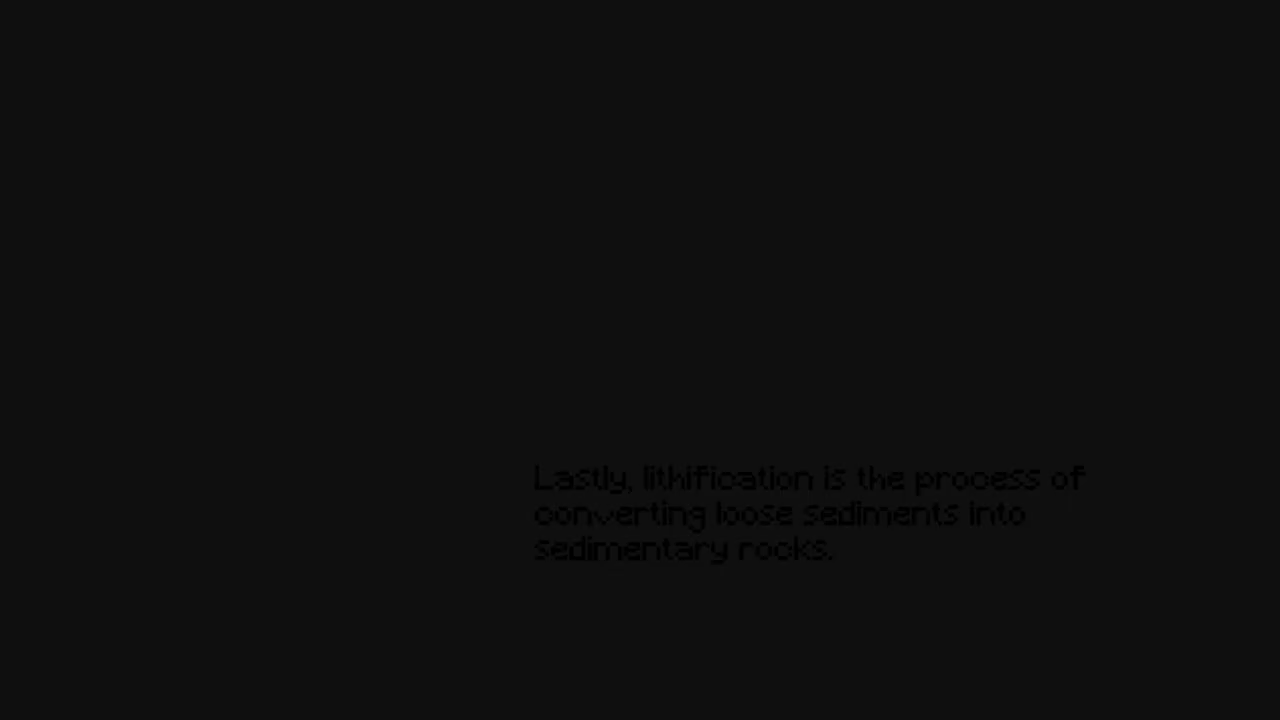 Lastly, lithification is the process of
converting loose sediments into
sedimentary rocks.